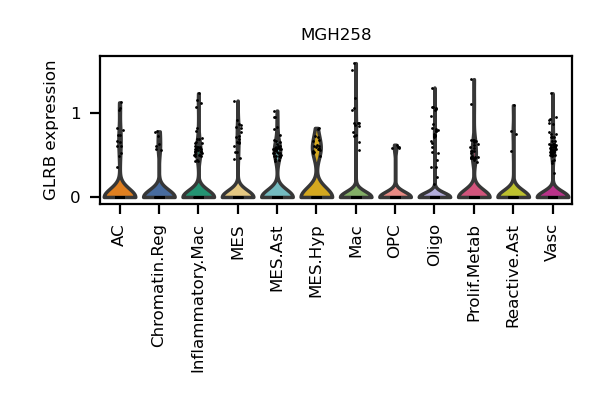 MGH258
GLRB expression
1
0
AC
Chromatin.Reg
Inflammatory.Mac
MES
MES.Ast
MES.Hyp
Mac
OPC
Oligo
Prolif.Metab
Reactive.Ast
Vasc